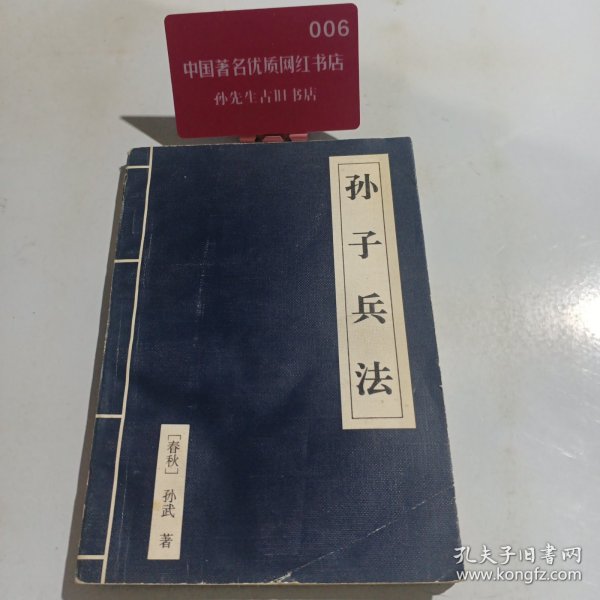 006
中国著名优质网红书店
孙先生古旧书店
孙子兵法
［春秋］ 孙武 著
孔夫子旧書网
www.kongfz.com